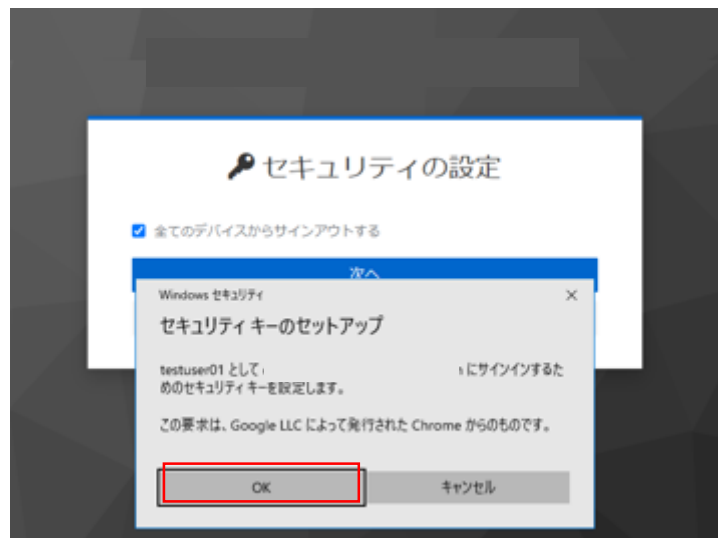 セキュリティの設定
全てのデバイスからサインアウトする
次へ
Windows セキュリティ
セキュリティ キーのセットアップ
testuser01 として にサインインするた
めのセキュリティ キーを設定します。
この要求は、Google LLC によって発行された Chrome からのものです。
OK キャンセル